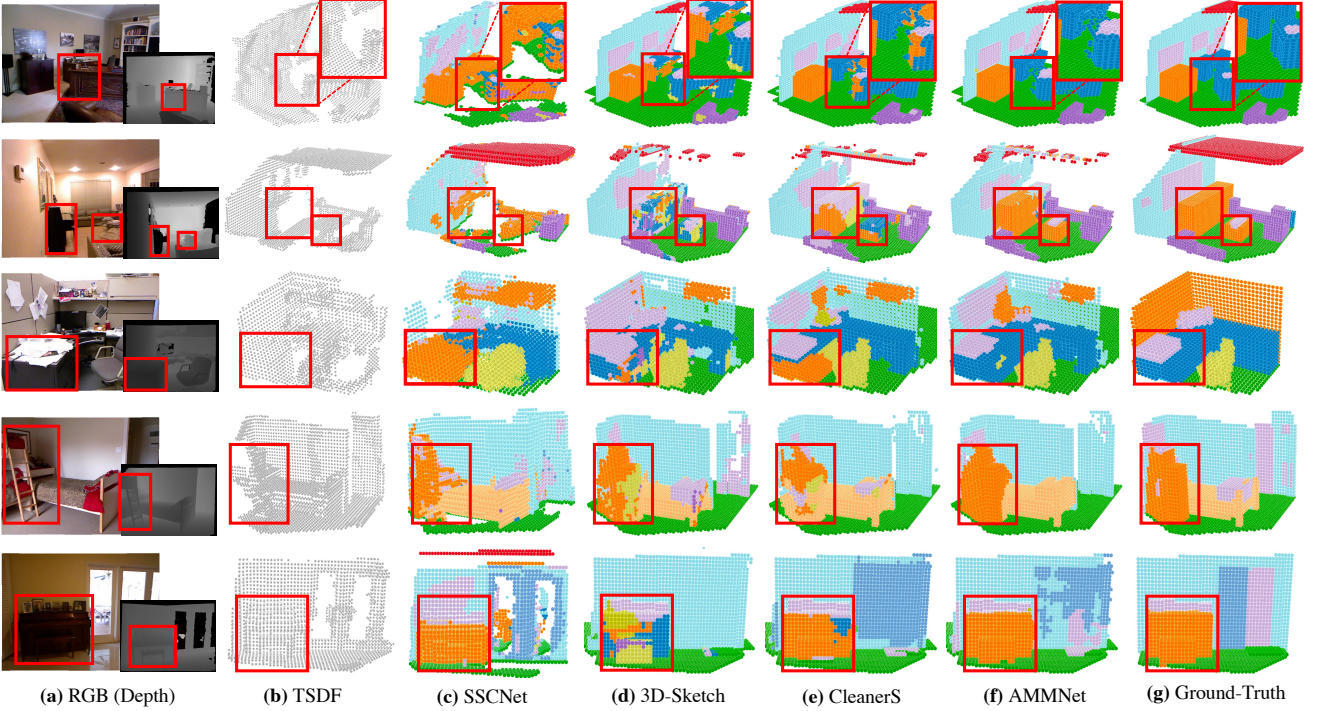 (a) RGB (Depth) (b) TSDF (c) SSCNet (d) 3D-Sketch (e) CleanerS (f) AMMNet (g) Ground-Truth